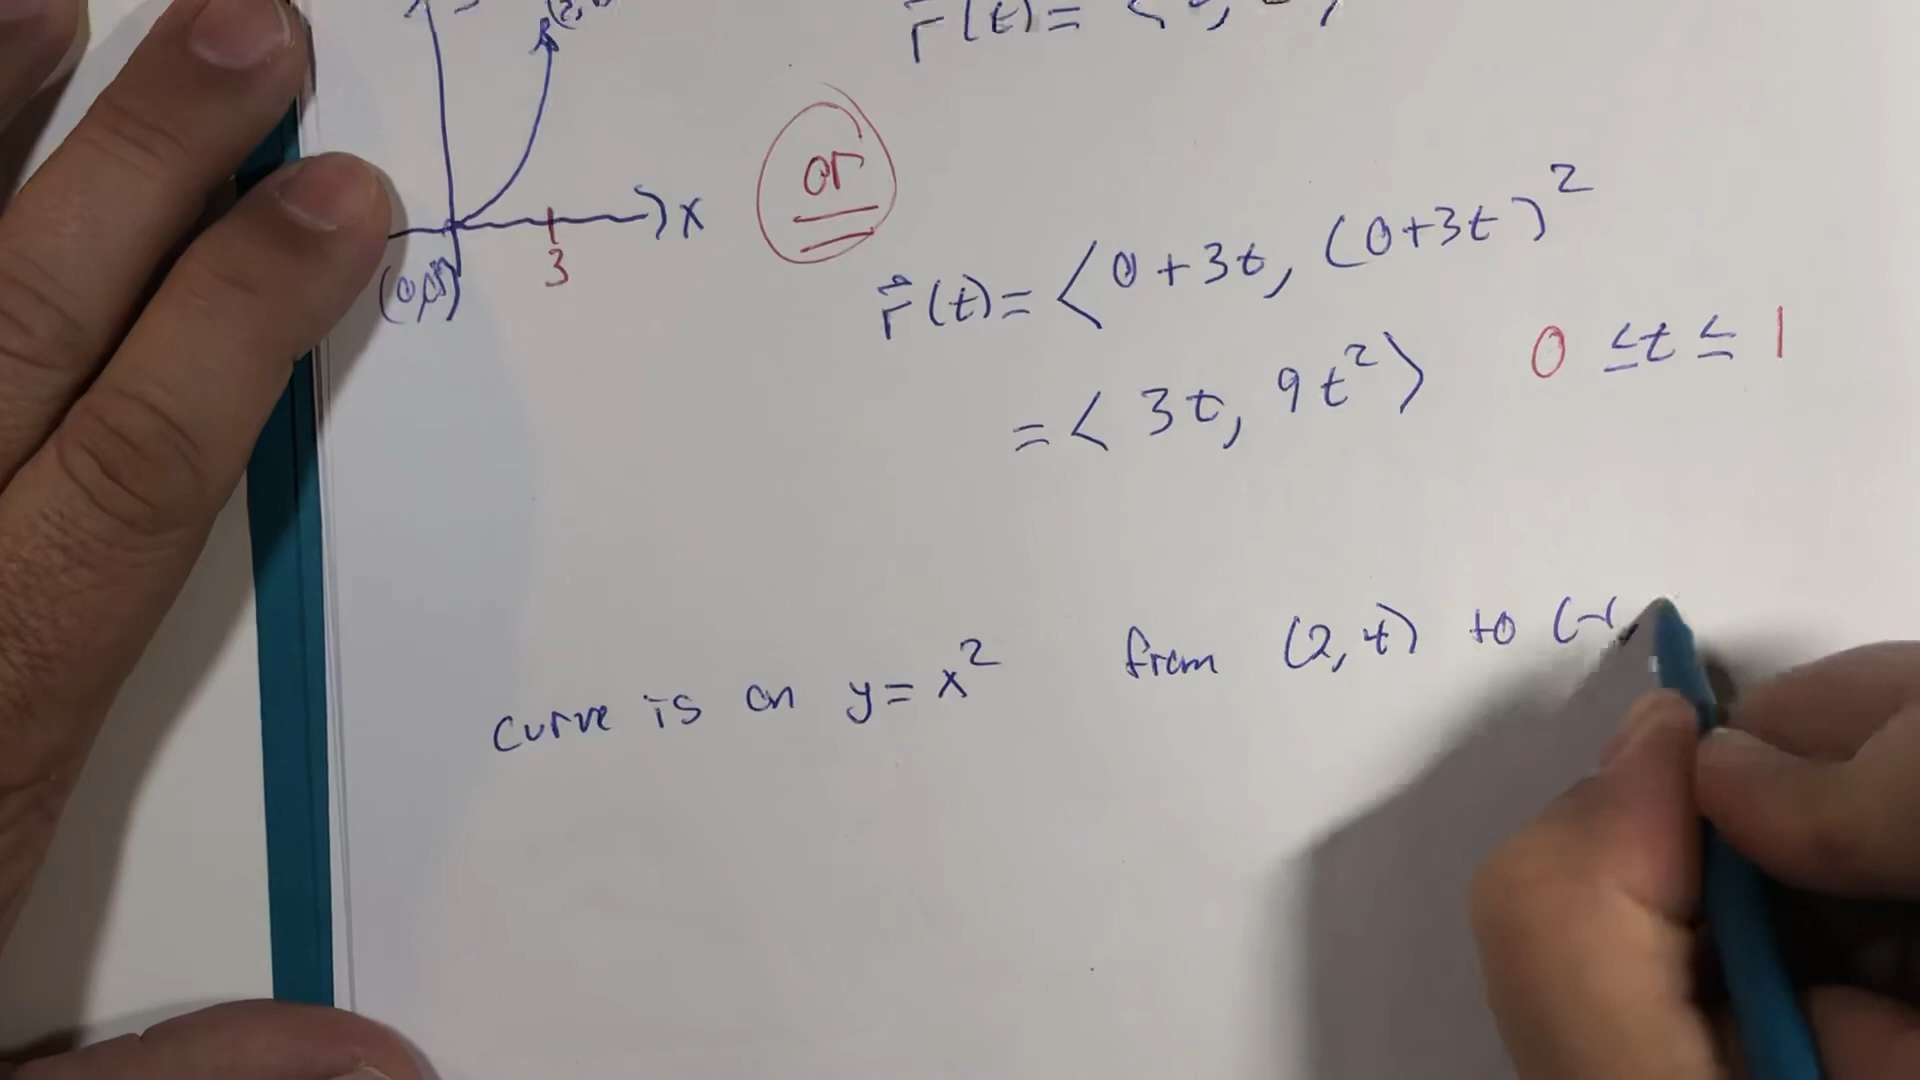 r(t) = <
or
x
3
(0,0)
r⃗(t) = ⟨0+3t, (0+3t)²
= ⟨3t, 9t²⟩ 0 ≤ t ≤ 1
curve is on y = x² from (2, 4) to (-1,